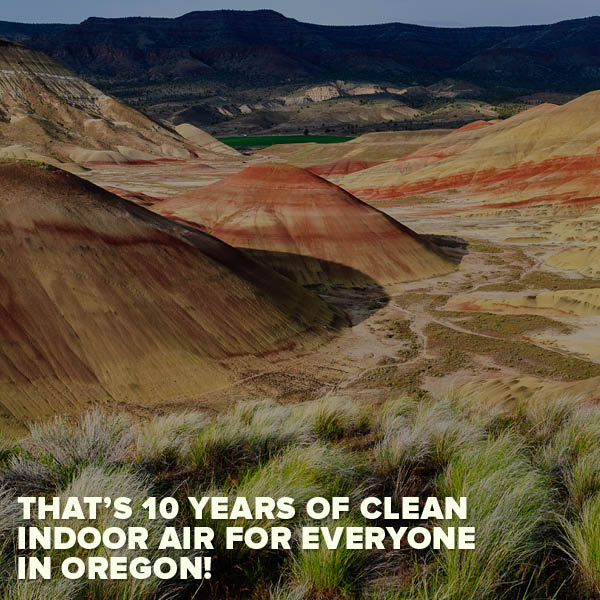 THAT’S 10 YEARS OF CLEAN
INDOOR AIR FOR EVERYONE
IN OREGON!